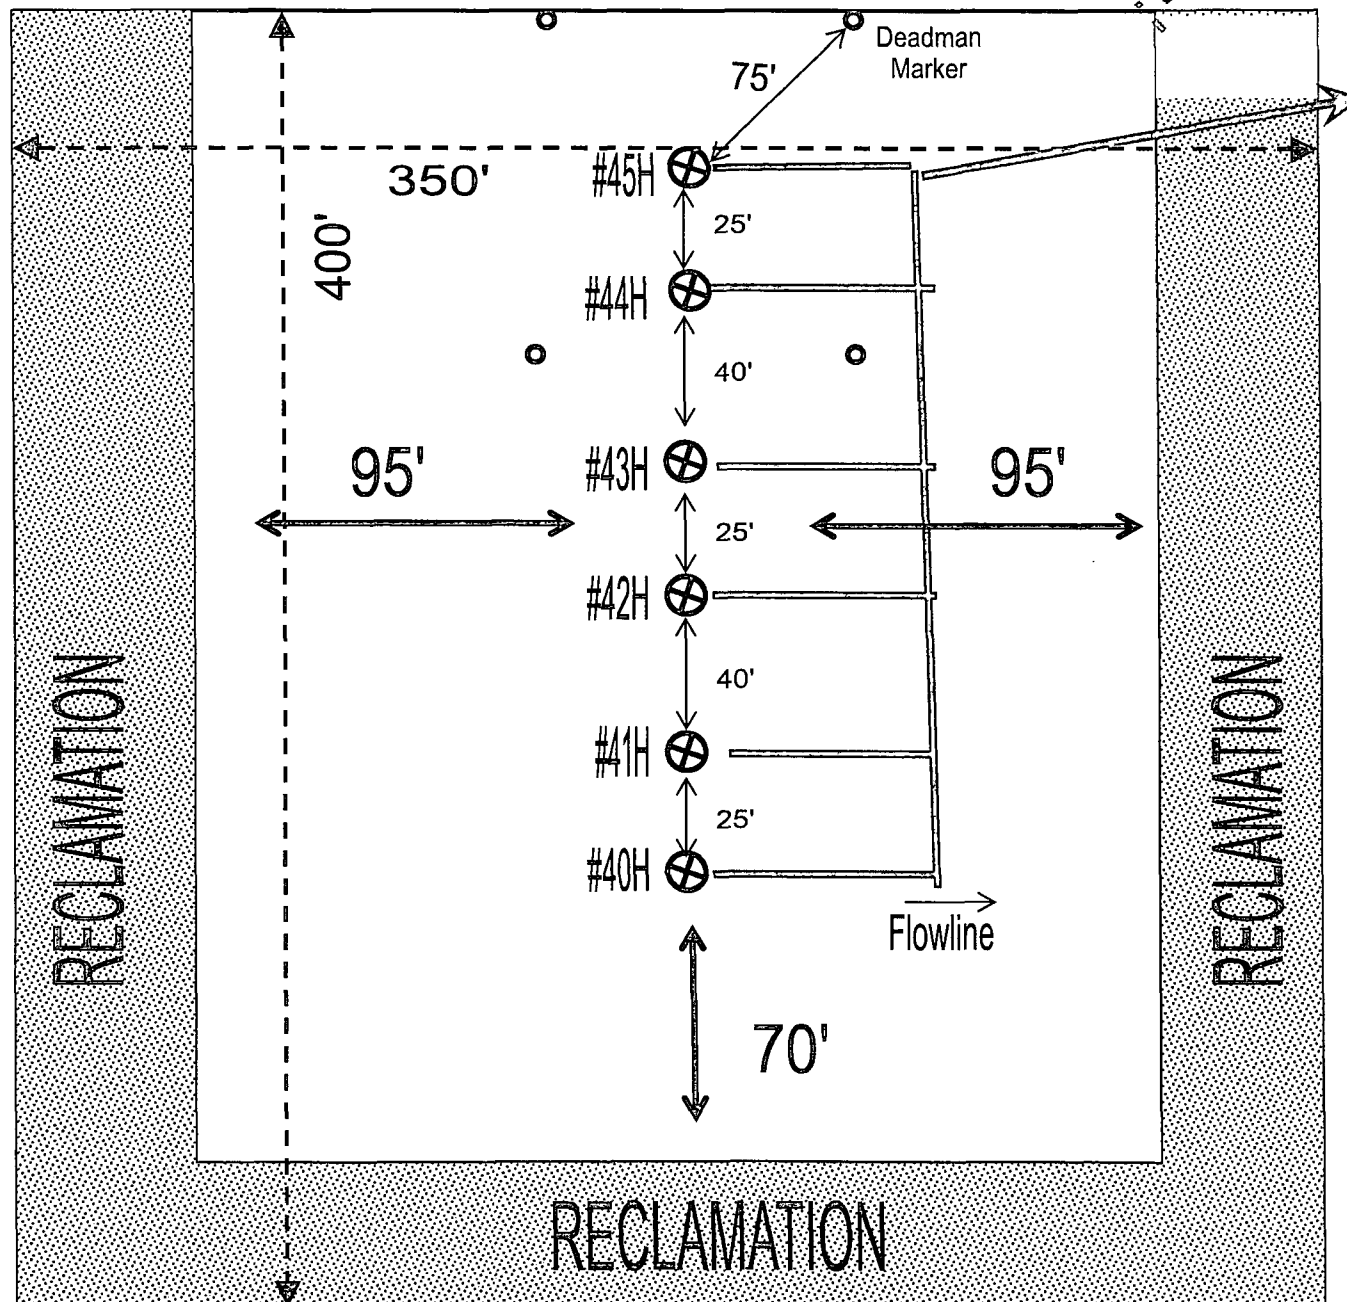 Deadman
Marker
75'
350'
400'
#45H
25'
#44H
40'
95'
#43H
95'
25'
#42H
40'
#41H
25'
#40H
Flowline
70'
RECLAMATION
RECLAMATION
RECLAMATION